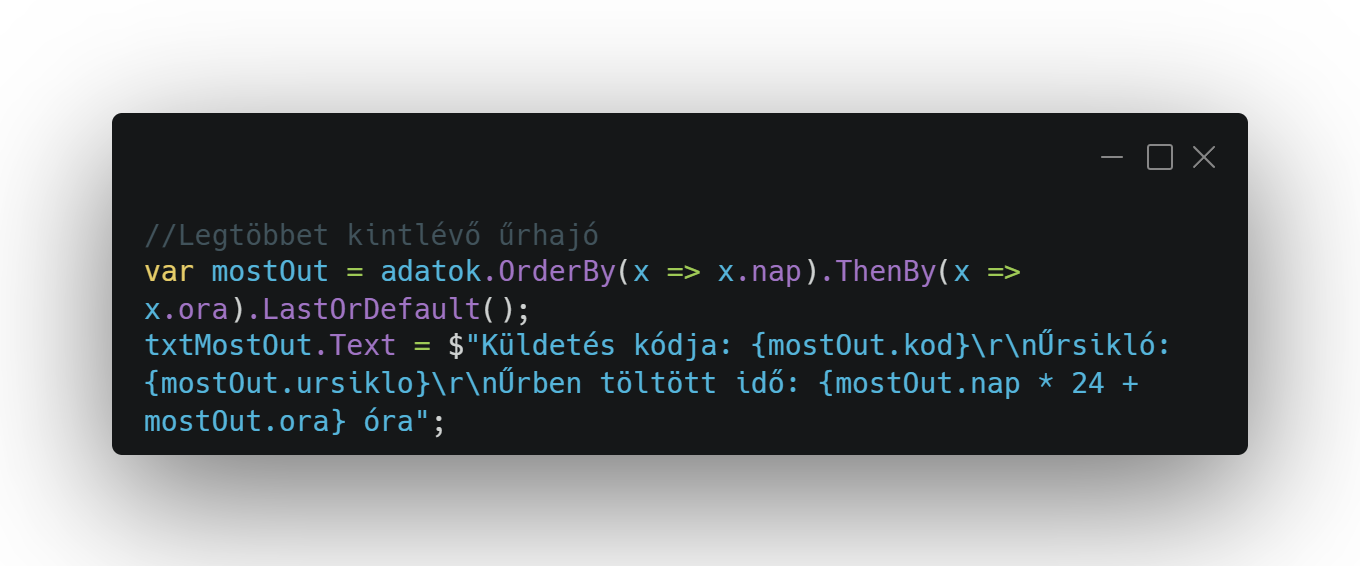 //Legtöbbet kintlévő űrhajó
var mostOut = adatok.OrderBy(x => x.nap).ThenBy(x =>
x.ora).LastOrDefault();
txtMostOut.Text = $"Küldetés kódja: {mostOut.kod}\r\nŰrsikló:
{mostOut.ursiklo}\r\nŰrben töltött idő: {mostOut.nap * 24 +
mostOut.ora} óra";